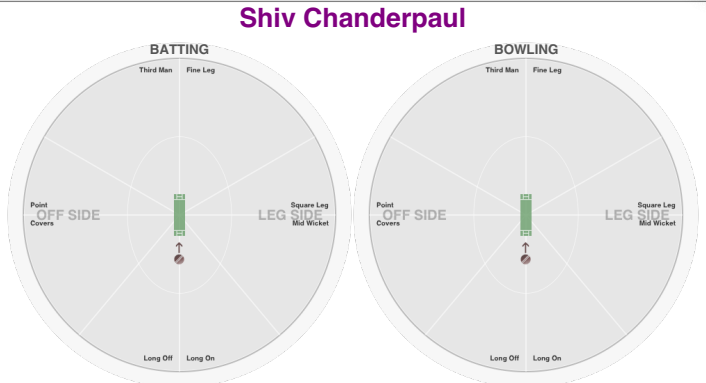 Shiv Chanderpaul
BATTING
Third Man Fine Leg
Point
OFF SIDE
Covers
Square Leg
LEG SIDE
Mid Wicket
Long Off Long On
BOWLING
Third Man Fine Leg
Point
OFF SIDE
Covers
Square Leg
LEG SIDE
Mid Wicket
Long Off Long On